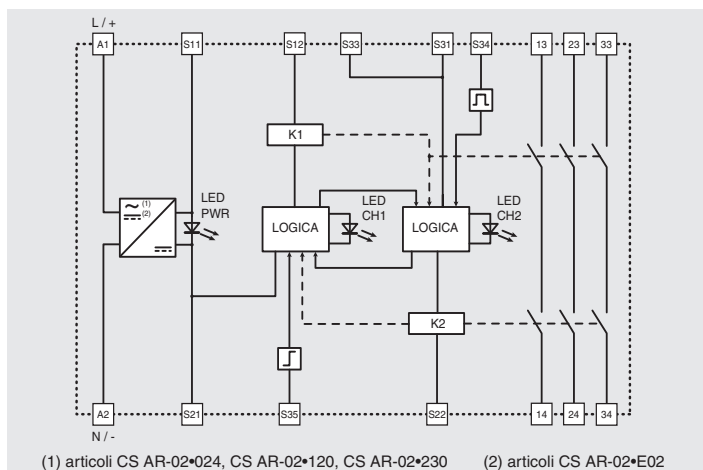 L / +
A1 S11 S12 S33 S31 S34 13 23 33
K1
LED
PWR
~ (1)
(2)
LOGICA
LED
CH1
LOGICA
LED
CH2
K2
A2 S21 S35 S22 14 24 34
N / -
(1) articoli CS AR-02•024, CS AR-02•120, CS AR-02•230 (2) articoli CS AR-02•E02